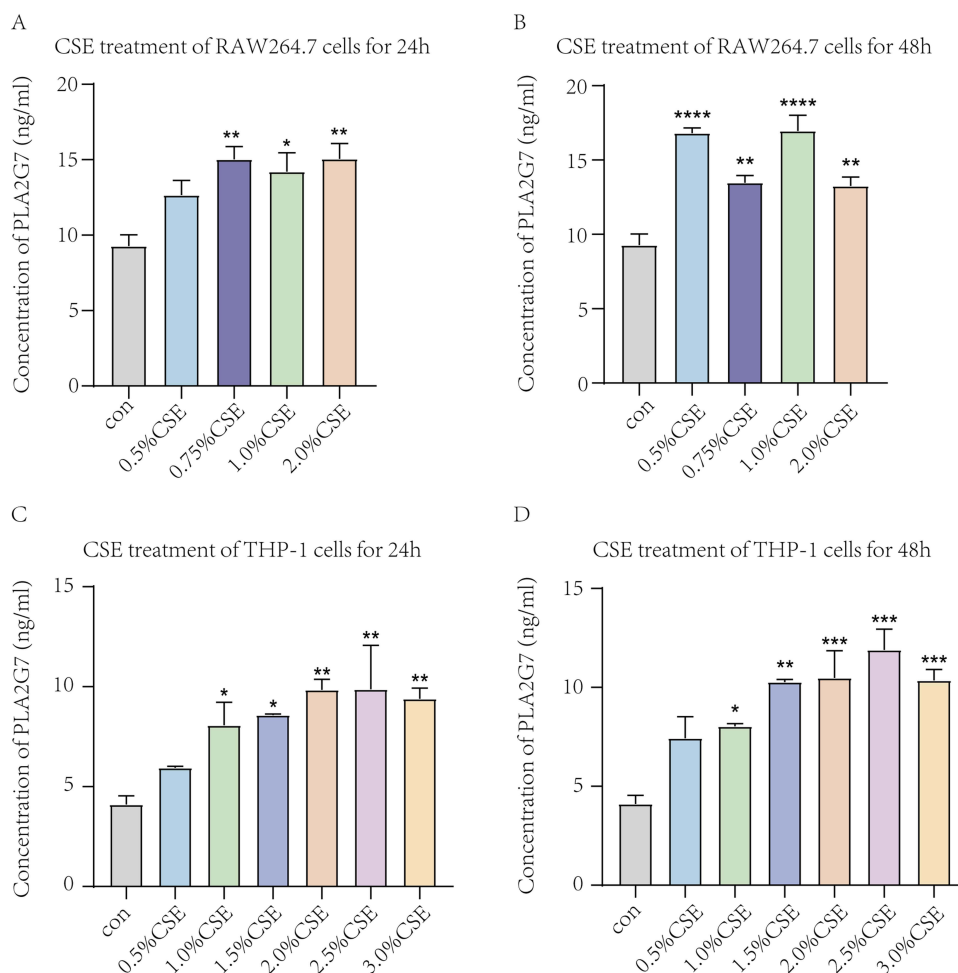 A
CSE treatment of RAW264.7 cells for 24h
Concentration of PLA2G7 (ng/ml)
20
15
10
5
0
**
*
**
con
0.5%CSE
0.75%CSE
1.0%CSE
2.0%CSE
B
CSE treatment of RAW264.7 cells for 48h
Concentration of PLA2G7 (ng/ml)
20
15
10
5
0
****
**
****
**
con
0.5%CSE
0.75%CSE
1.0%CSE
2.0%CSE
C
CSE treatment of THP-1 cells for 24h
Concentration of PLA2G7 (ng/ml)
15
10
5
0
*
*
**
**
**
con
0.5%CSE
1.0%CSE
1.5%CSE
2.0%CSE
2.5%CSE
3.0%CSE
D
CSE treatment of THP-1 cells for 48h
Concentration of PLA2G7 (ng/ml)
15
10
5
0
*
**
***
***
***
con
0.5%CSE
1.0%CSE
1.5%CSE
2.0%CSE
2.5%CSE
3.0%CSE